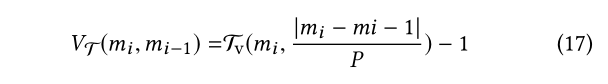 V_𝒯(m_i, m_{i−1}) =𝒯_v(m_i, |m_i − mi − 1| / P) − 1 (17)